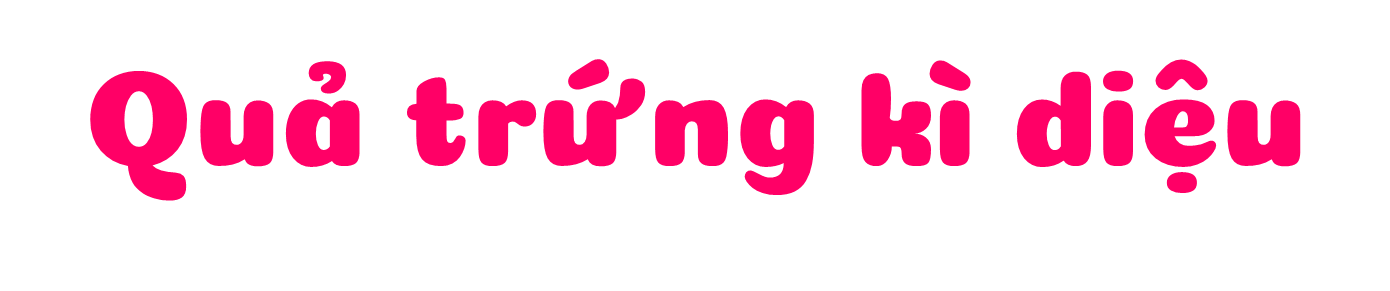 Quả trứng kì diệu